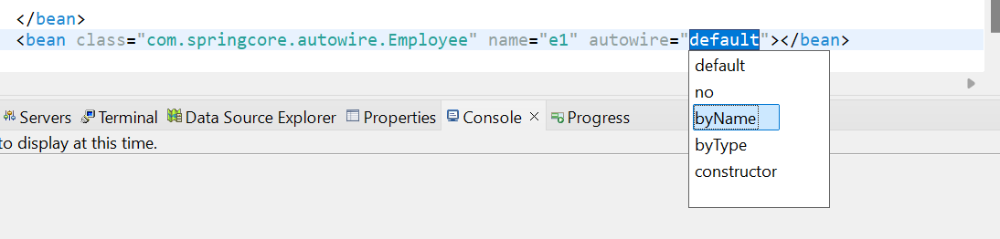 </bean>
<bean class="com.springcore.autowire.Employee" name="e1" autowire="default"></bean>
default
no
byName
byType
constructor
Servers Terminal Data Source Explorer Properties Console Progress
to display at this time.